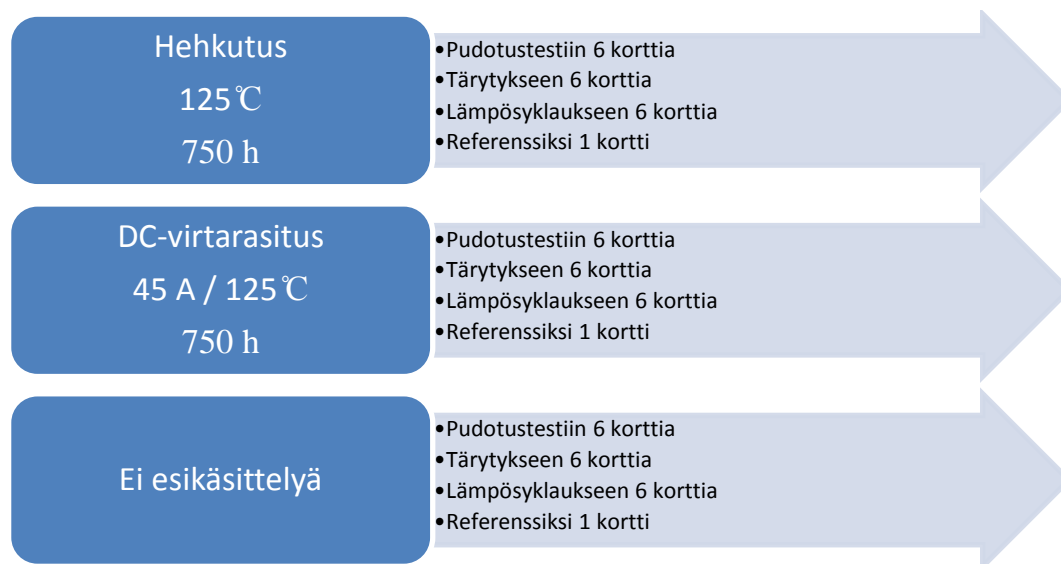 Hehkutus
125℃
750 h
•Pudotustestiin 6 korttia
•Tärytykseen 6 korttia
•Lämpösyklaukseen 6 korttia
•Referenssiksi 1 kortti
DC-virtarasitus
45 A / 125℃
750 h
•Pudotustestiin 6 korttia
•Tärytykseen 6 korttia
•Lämpösyklaukseen 6 korttia
•Referenssiksi 1 kortti
Ei esikäsittelyä
•Pudotustestiin 6 korttia
•Tärytykseen 6 korttia
•Lämpösyklaukseen 6 korttia
•Referenssiksi 1 kortti